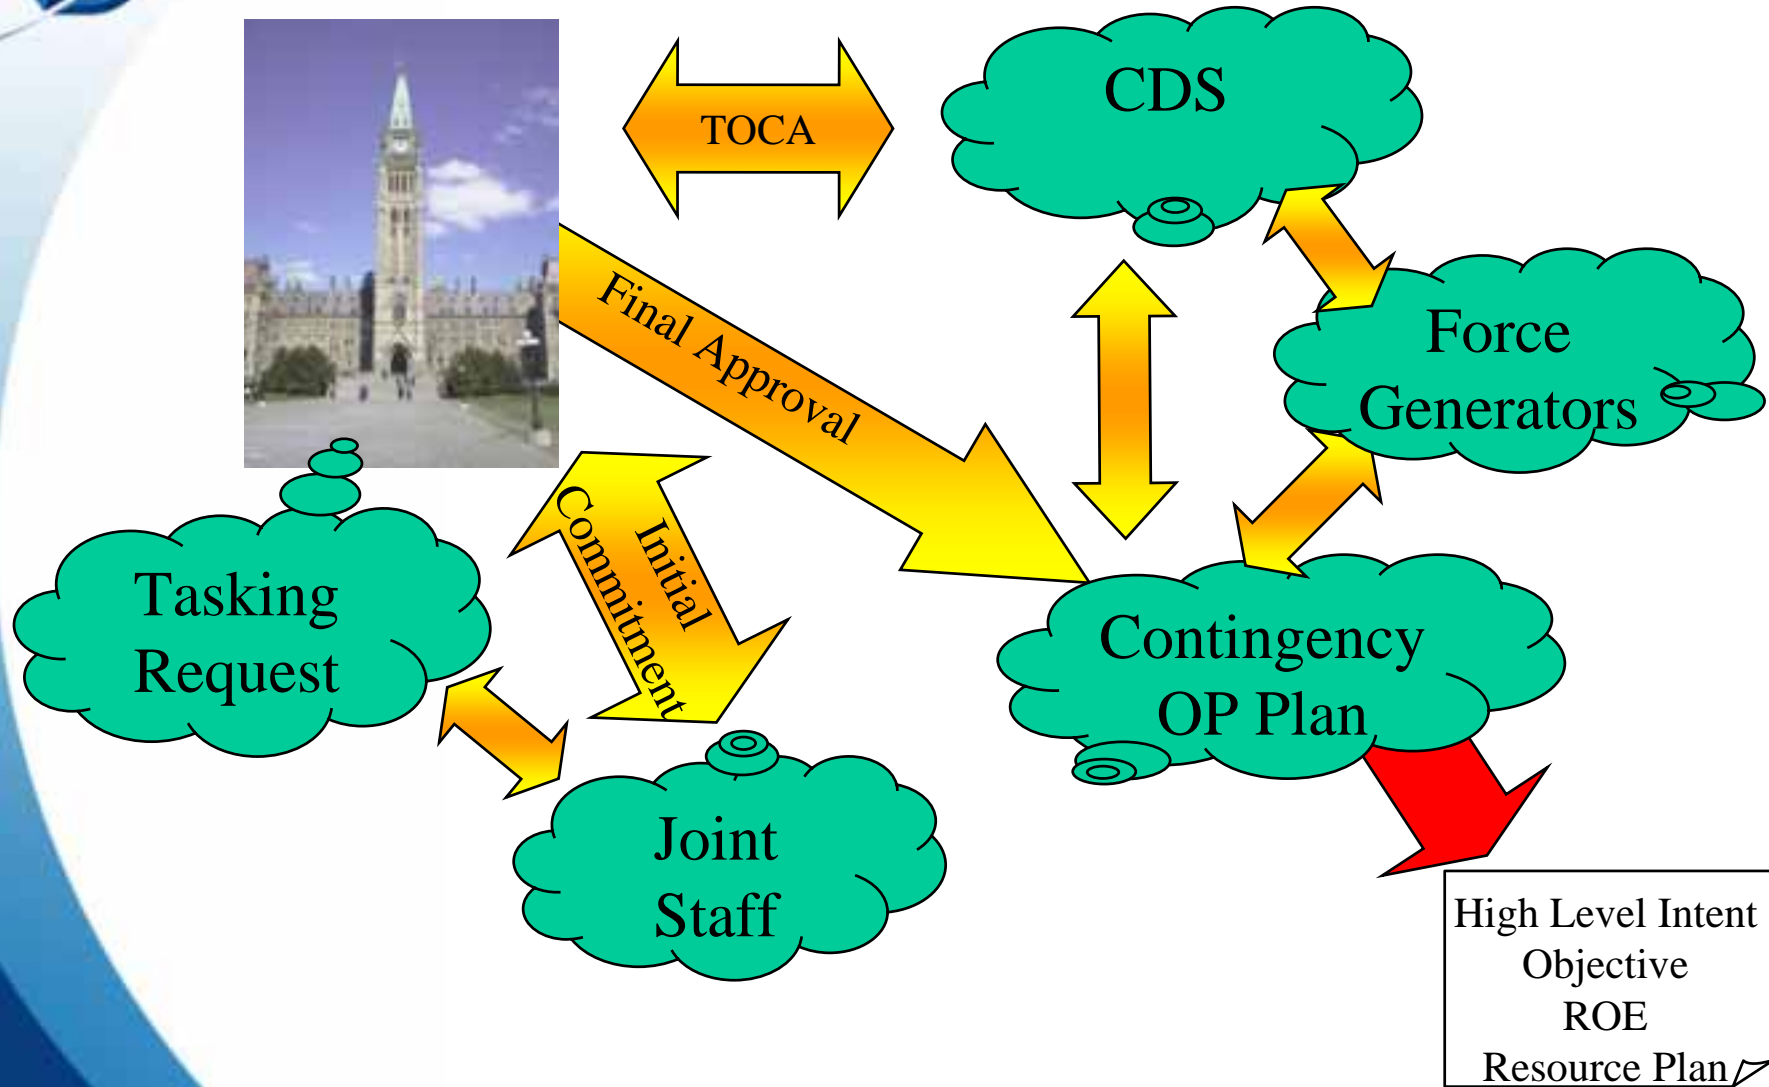 CDS
TOCA
Final Approval
Force
Generators
Initial
Commitment
Tasking
Request
Contingency
OP Plan
Joint
Staff
High Level Intent
Objective
ROE
Resource Plan